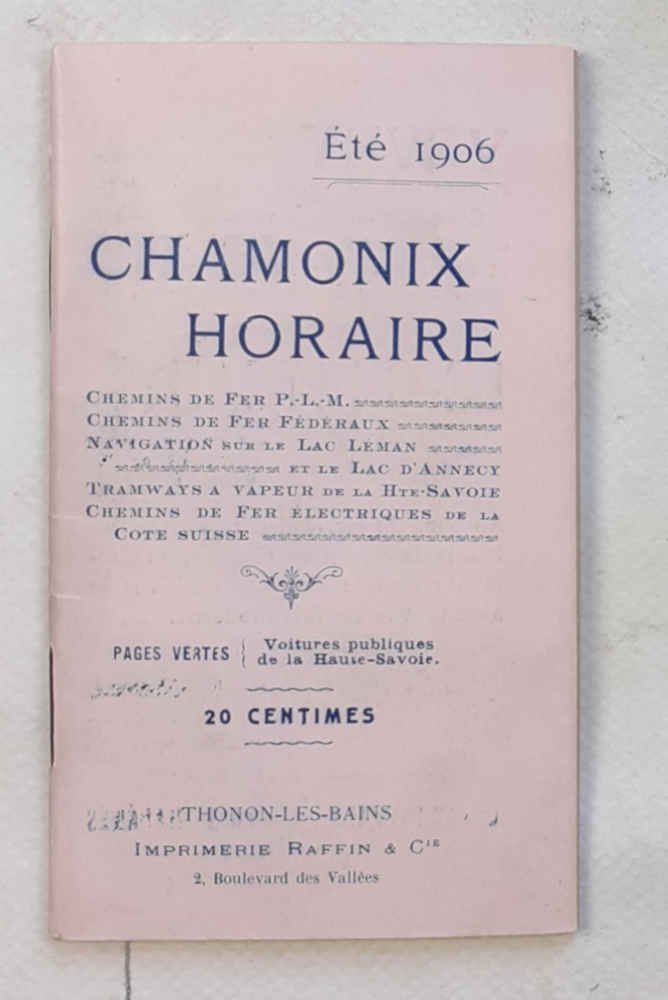 Été 1906
CHAMONIX
HORAIRE
CHEMINS DE FER P.-L.-M.
CHEMINS DE FER FÉDÉRAUX
NAVIGATION SUR LE LAC LÉMAN
ET LE LAC D'ANNECY
TRAMWAYS A VAPEUR DE LA HTE-SAVOIE
CHEMINS DE FER ÉLECTRIQUES DE LA
COTE SUISSE
PAGES VERTES { Voitures publiques
de la Haute-Savoie.
20 CENTIMES
THONON-LES-BAINS
IMPRIMERIE RAFFIN & CIE
2, Boulevard des Vallées